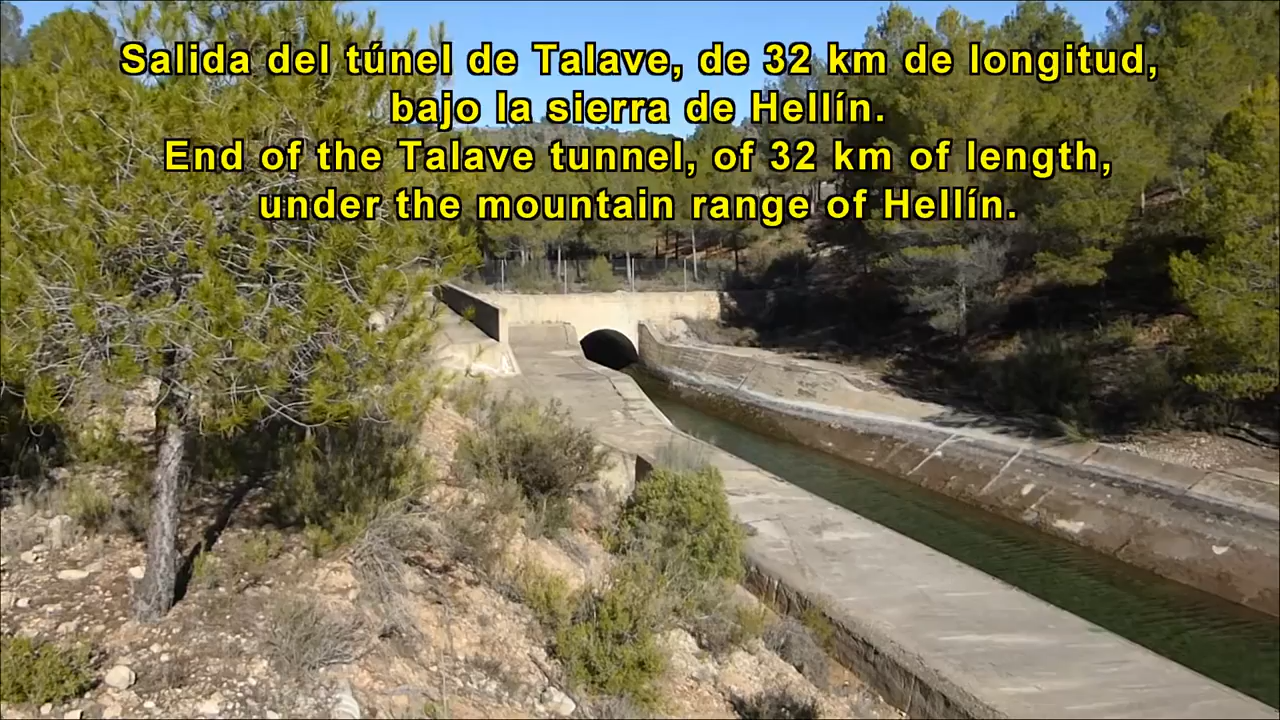 Salida del túnel de Talave, de 32 km de longitud,
bajo la sierra de Hellín.
End of the Talave tunnel, of 32 km of length,
under the mountain range of Hellín.